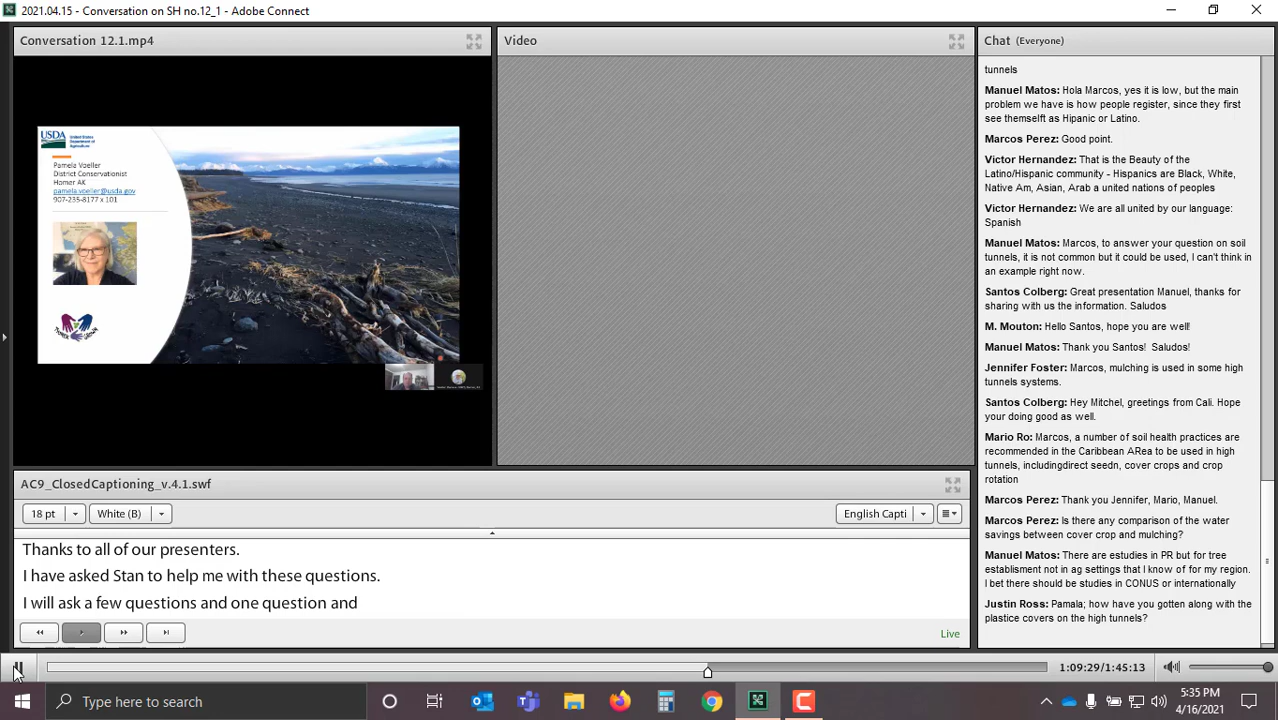 2021.04.15 - Conversation on SH no.12_1 - Adobe Connect
Conversation 12.1.mp4
USDA
United States
Department of
Agriculture
Pamela Voeller
District Conservationist
Homer AK
pamela.voeller@usda.gov
907-235-8177 x 101
Video
Chat (Everyone)
tunnels
Manuel Matos: Hola Marcos, yes it is low, but the main
problem we have is how people register, since they first
see themselft as Hipanic or Latino.
Marcos Perez: Good point.
Victor Hernandez: That is the Beauty of the
Latino/Hispanic community - Hispanics are Black, White,
Native Am, Asian, Arab a united nations of peoples
Victor Hernandez: We are all united by our language:
Spanish
Manuel Matos: Marcos, to answer your question on soil
tunnels, it is not common but it could be used, I can't think in
an example right now.
Santos Colberg: Great presentation Manuel, thanks for
sharing with us the information. Saludos
M. Mouton: Hello Santos, hope you are well!
Manuel Matos: Thank you Santos! Saludos!
Jennifer Foster: Marcos, mulching is used in some high
tunnels systems.
Santos Colberg: Hey Mitchel, greetings from Cali. Hope
your doing good as well.
Mario Ro: Marcos, a number of soil health practices are
recommended in the Caribbean ARea to be used in high
tunnels, includingdirect seedn, cover crops and crop
rotation
Marcos Perez: Thank you Jennifer, Mario, Manuel.
Marcos Perez: Is there any comparison of the water
savings between cover crop and mulching?
Manuel Matos: There are estudies in PR but for tree
establisment not in ag settings that I know of for my region.
I bet there should be studies in CONUS or internationally
Justin Ross: Pamala; how have you gotten along with the
plastice covers on the high tunnels?
AC9_ClosedCaptioning_v.4.1.swf
18 pt
White (B)
English Capti
Thanks to all of our presenters.
I have asked Stan to help me with these questions.
I will ask a few questions and one question and
Live
1:09:29/1:45:13
Type here to search
5:35 PM
4/16/2021